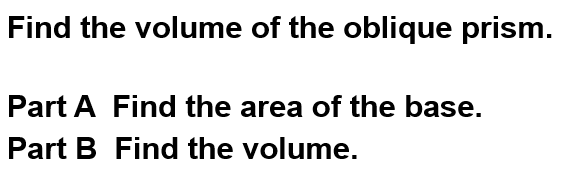 Find the volume of the oblique prism.
Part A Find the area of the base.
Part B Find the volume.